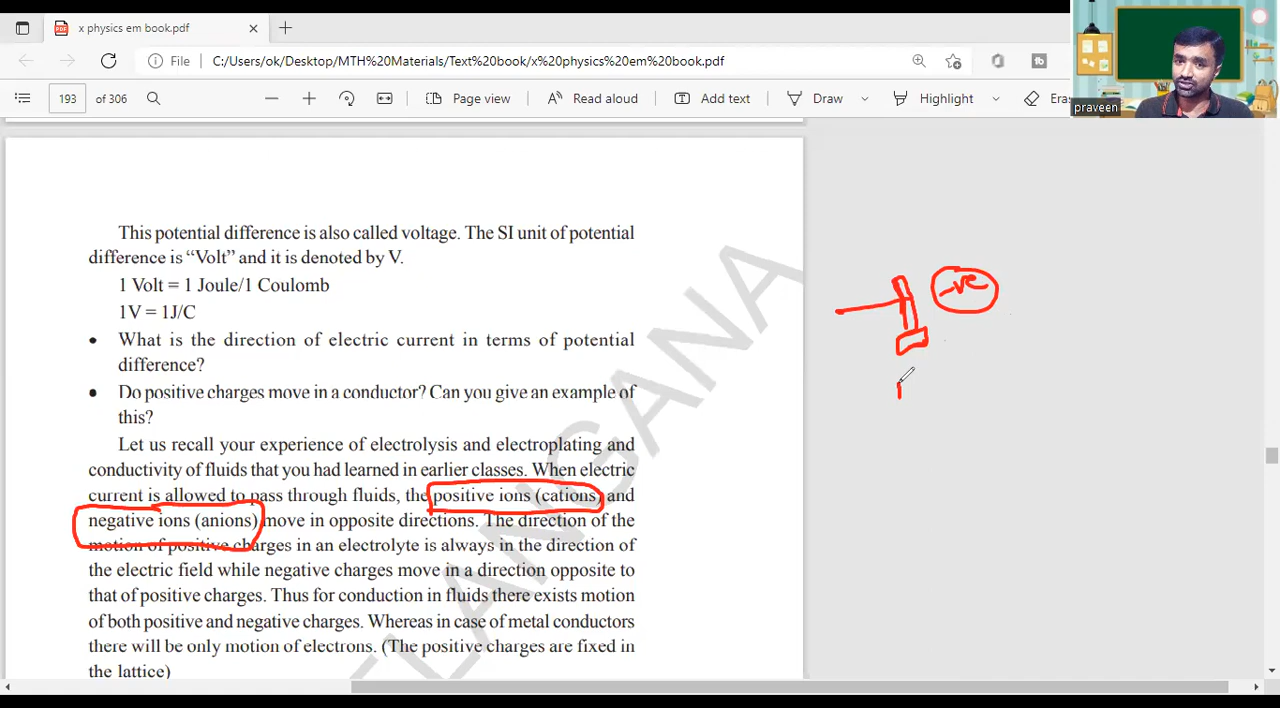 x physics em book.pdf
File
C:/Users/ok/Desktop/MTH%20Materials/Text%20book/x%20physics%20em%20book.pdf
193 of 306
Page view
Read aloud
Add text
Draw
Highlight
Eras
praveen
This potential difference is also called voltage. The SI unit of potential
difference is “Volt” and it is denoted by V.
1 Volt = 1 Joule/1 Coulomb
1V = 1J/C
• What is the direction of electric current in terms of potential
difference?
• Do positive charges move in a conductor? Can you give an example of
this?
Let us recall your experience of electrolysis and electroplating and
conductivity of fluids that you had learned in earlier classes. When electric
current is allowed to pass through fluids, the positive ions (cations) and
negative ions (anions) move in opposite directions. The direction of the
motion of positive charges in an electrolyte is always in the direction of
the electric field while negative charges move in a direction opposite to
that of positive charges. Thus for conduction in fluids there exists motion
of both positive and negative charges. Whereas in case of metal conductors
there will be only motion of electrons. (The positive charges are fixed in
the lattice)
ELANGANA
-ve